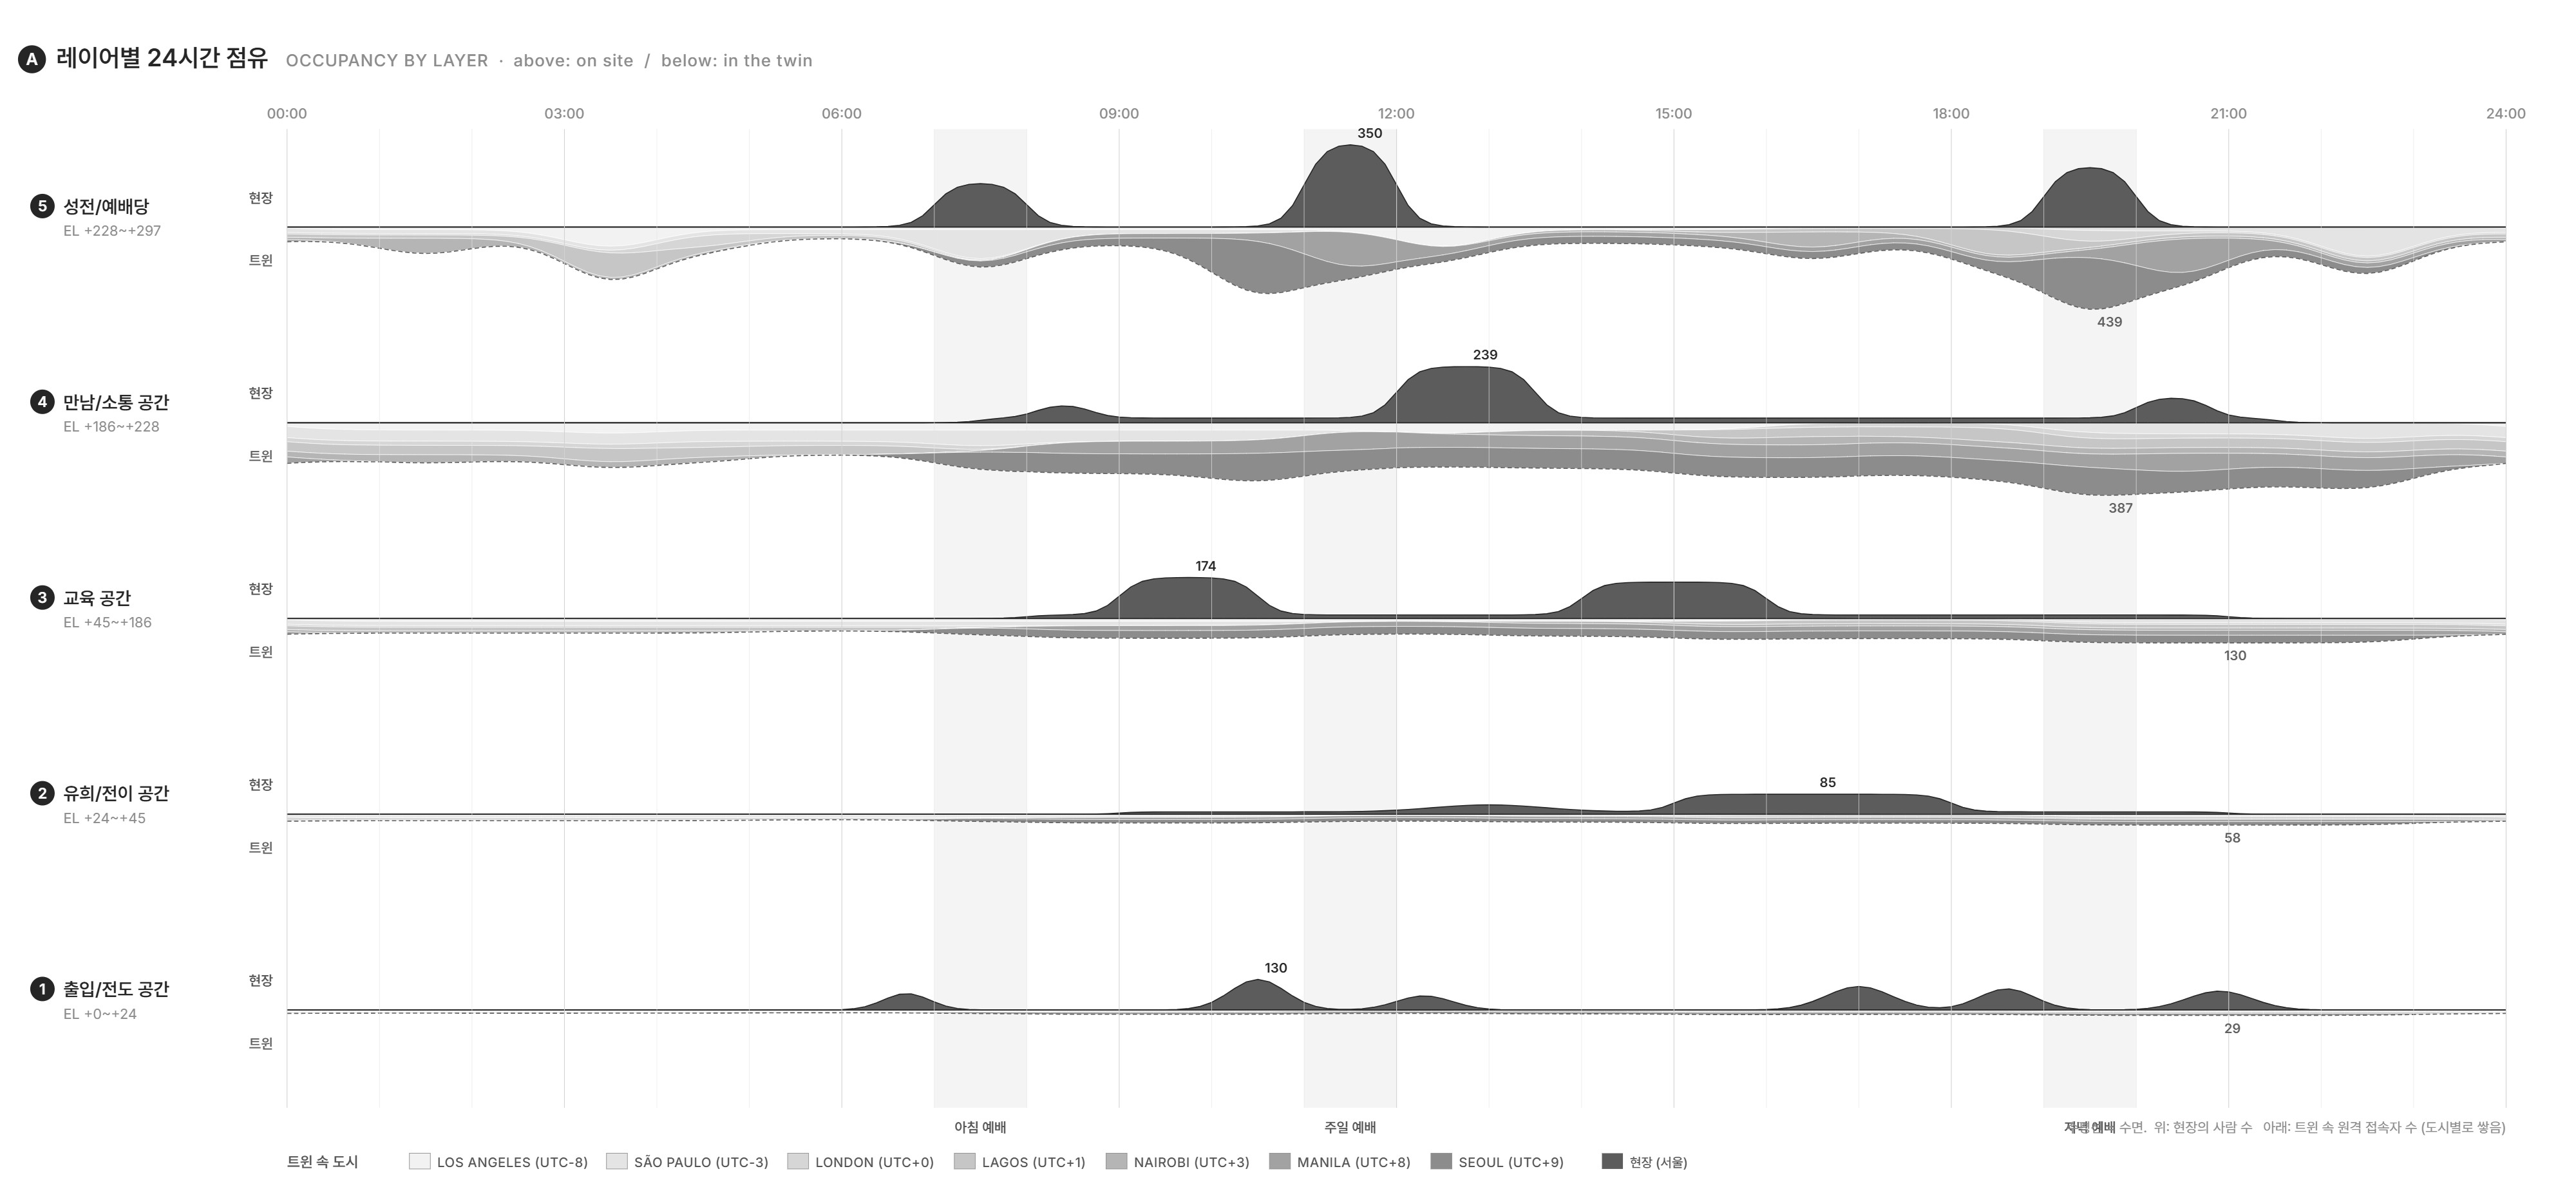 A 레이어별 24시간 점유 OCCUPANCY BY LAYER · above: on site / below: in the twin
00:00 03:00 06:00 09:00 12:00 15:00 18:00 21:00 24:00
350
현장
5 성전/예배당
EL +228~+297
트윈
439
239
현장
4 만남/소통 공간
EL +186~+228
트윈
387
174
현장
3 교육 공간
EL +45~+186
트윈
130
현장
85
2 유희/전이 공간
EL +24~+45
트윈
58
130
현장
1 출입/전도 공간
EL +0~+24
29
트윈
아침 예배 주일 예배 저녁 예배 수면. 위: 현장의 사람 수 아래: 트윈 속 원격 접속자 수 (도시별로 쌓음)
트윈 속 도시 LOS ANGELES (UTC-8) SÃO PAULO (UTC-3) LONDON (UTC+0) LAGOS (UTC+1) NAIROBI (UTC+3) MANILA (UTC+8) SEOUL (UTC+9) 현장 (서울)